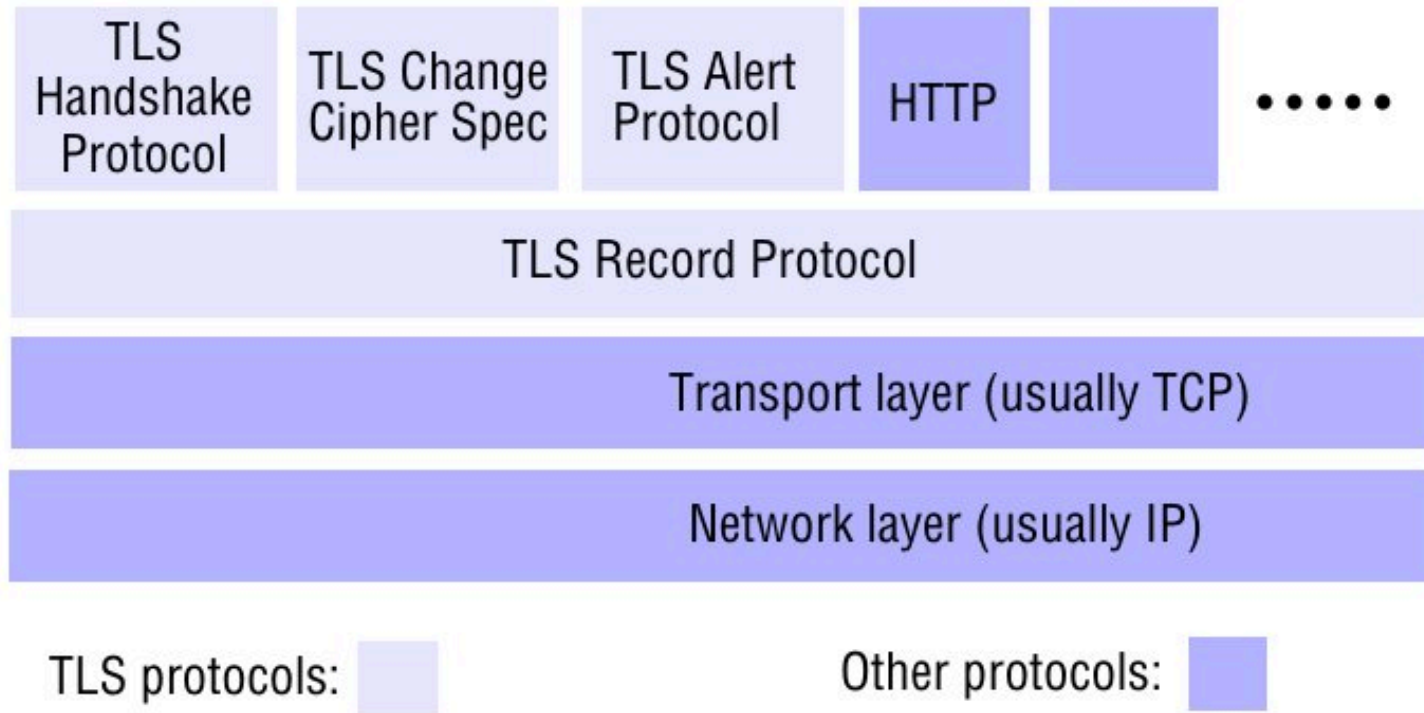 TLS
Handshake
Protocol
TLS Change
Cipher Spec
TLS Alert
Protocol
HTTP
.....
TLS Record Protocol
Transport layer (usually TCP)
Network layer (usually IP)
TLS protocols:
Other protocols: